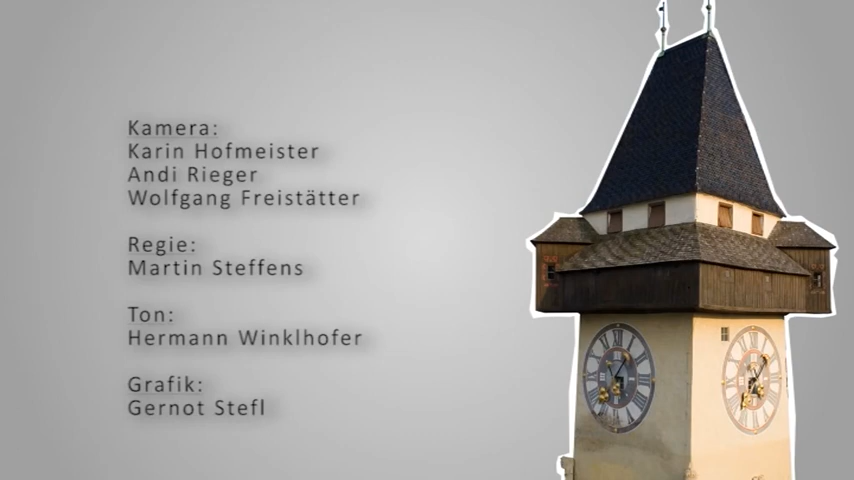 Kamera:
Karin Hofmeister
Andi Rieger
Wolfgang Freistätter
Regie:
Martin Steffens
Ton:
Hermann Winklhofer
Grafik:
Gernot Stefl